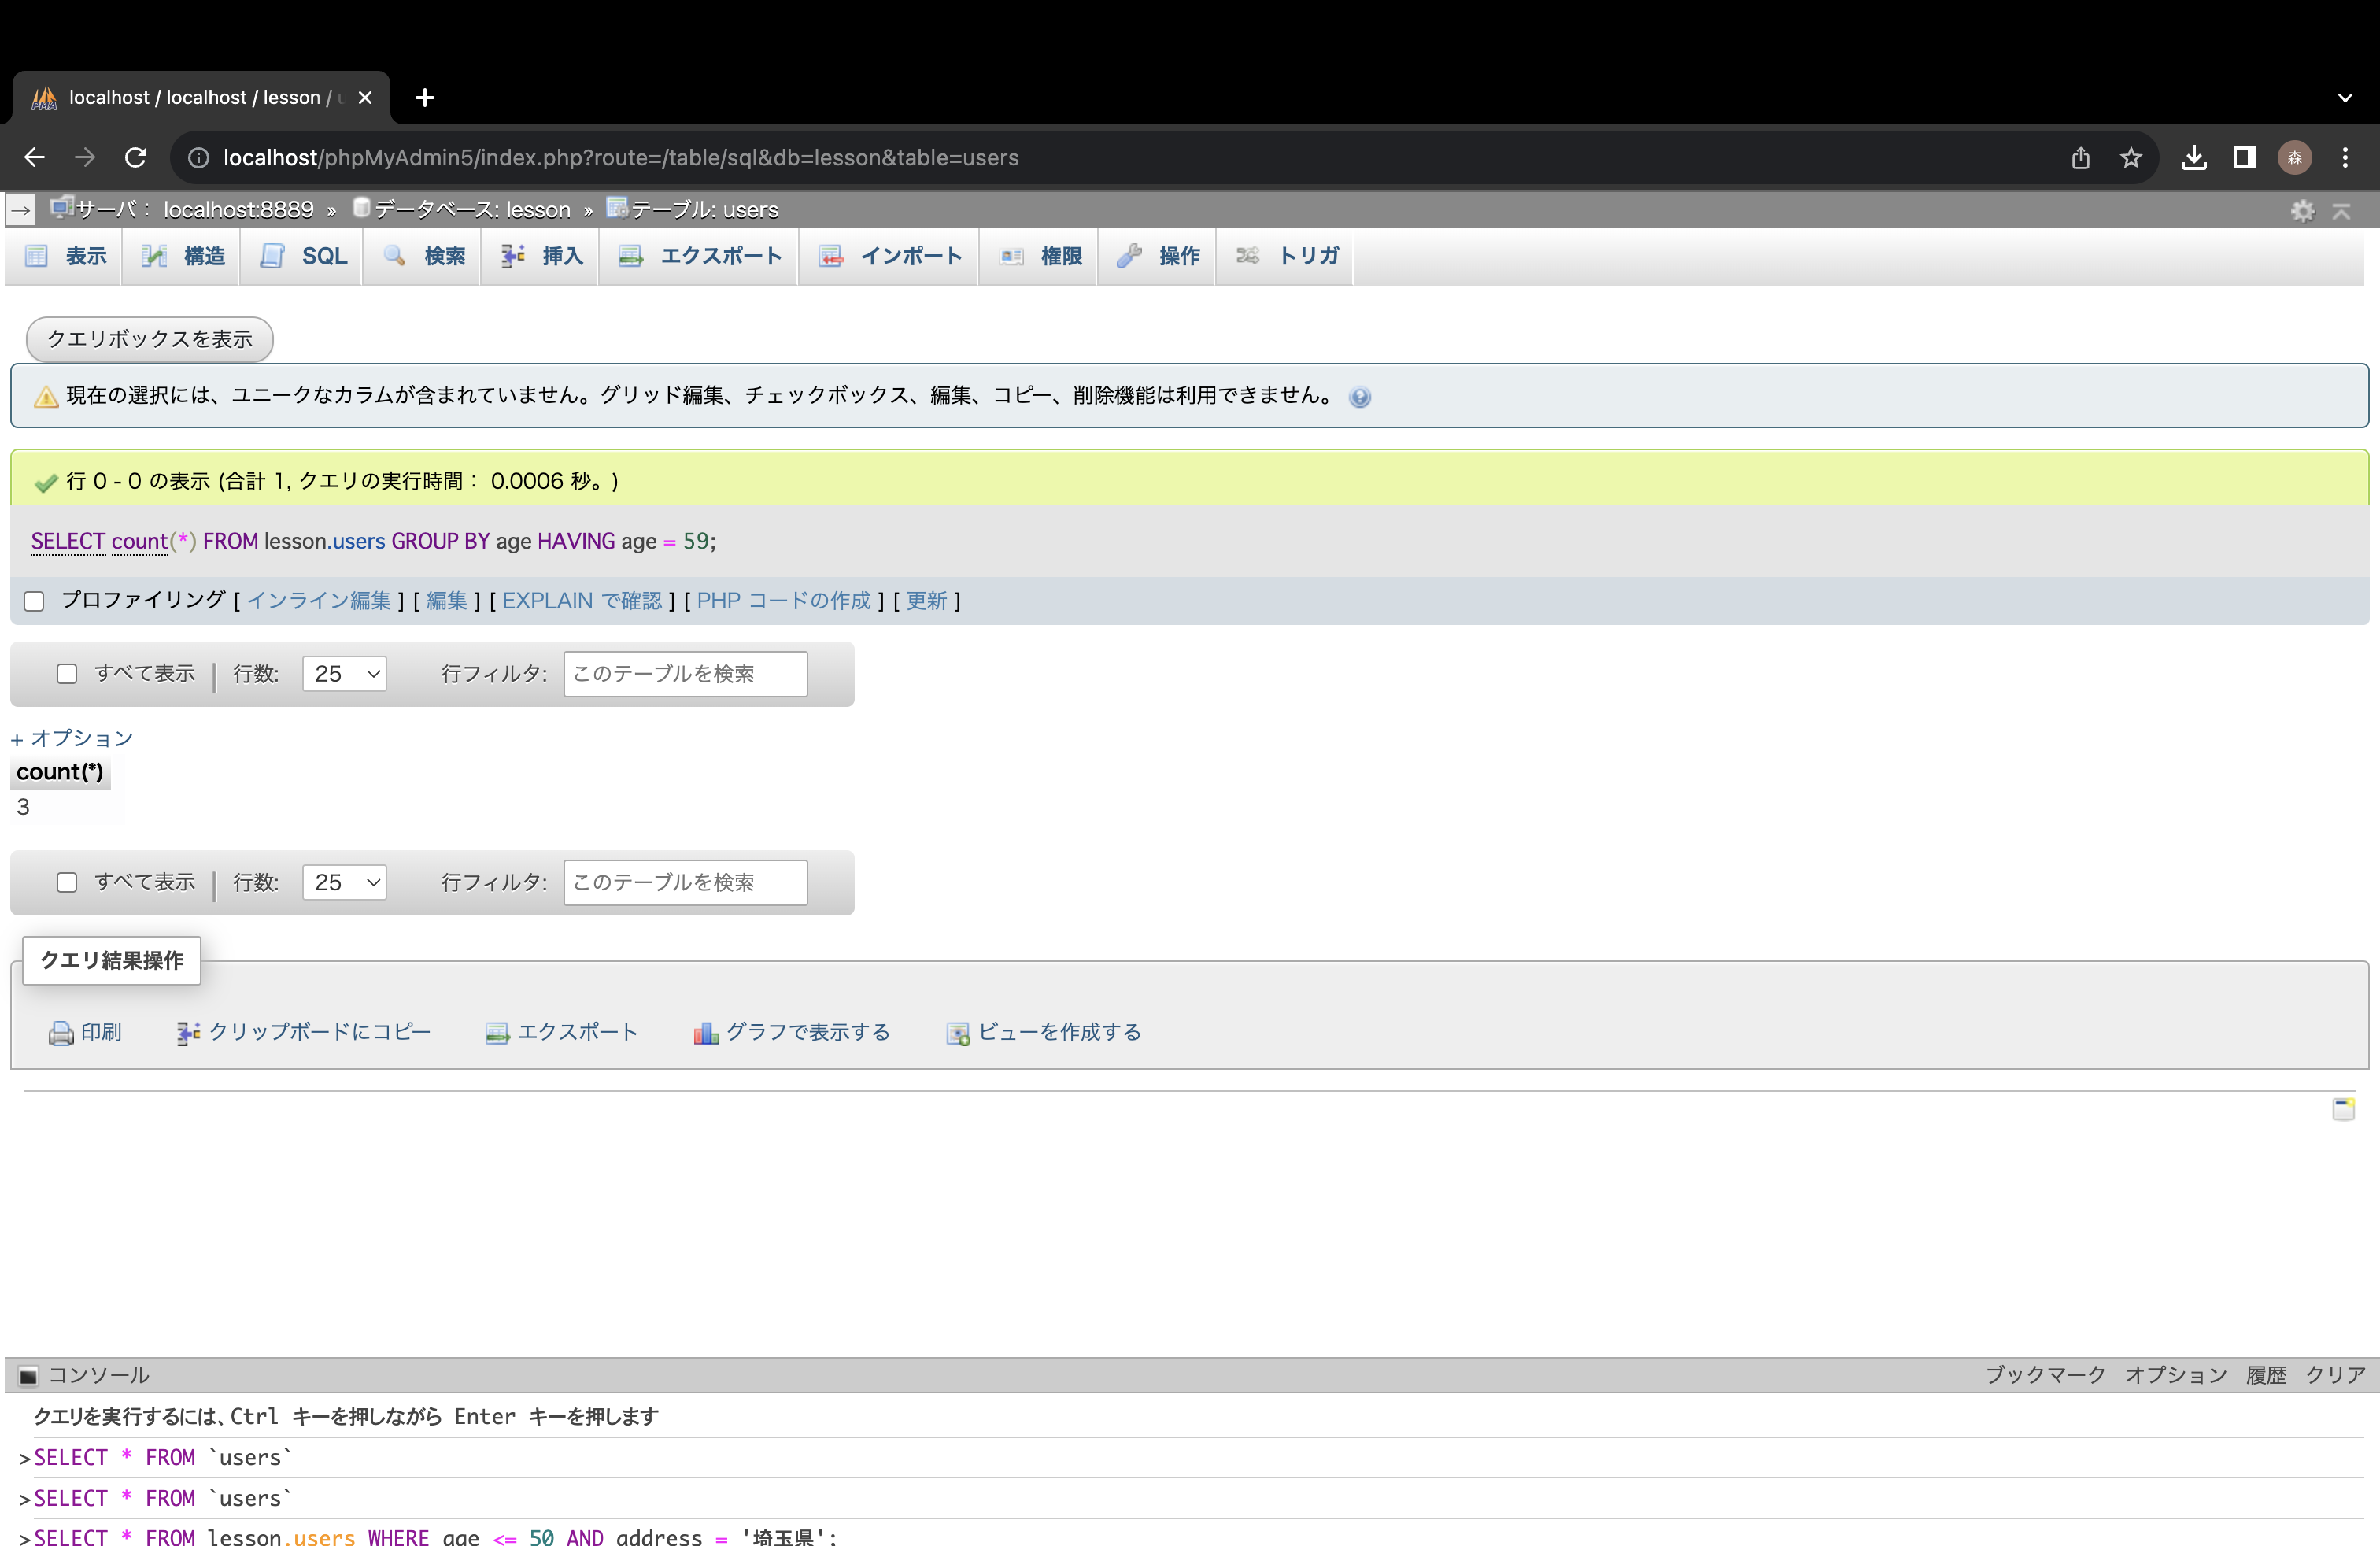 localhost / localhost / lesson /
localhost/phpMyAdmin5/index.php?route=/table/sql&db=lesson&table=users
森
サーバ： localhost:8889 » データベース: lesson » テーブル: users
表示 構造 SQL 検索 挿入 エクスポート インポート 権限 操作 トリガ
クエリボックスを表示
現在の選択には、ユニークなカラムが含まれていません。グリッド編集、チェックボックス、編集、コピー、削除機能は利用できません。
行 0 - 0 の表示 (合計 1, クエリの実行時間： 0.0006 秒。)
SELECT count(*) FROM lesson.users GROUP BY age HAVING age = 59;
プロファイリング [ インライン編集 ] [ 編集 ] [ EXPLAIN で確認 ] [ PHP コードの作成 ] [ 更新 ]
すべて表示 | 行数: 25 行フィルタ: このテーブルを検索
+ オプション
count(*)
3
すべて表示 | 行数: 25 行フィルタ: このテーブルを検索
クエリ結果操作
印刷 クリップボードにコピー エクスポート グラフで表示する ビューを作成する
コンソール ブックマーク オプション 履歴 クリア
クエリを実行するには、Ctrl キーを押しながら Enter キーを押します
>SELECT * FROM `users`
>SELECT * FROM `users`
>SELECT * FROM lesson.users WHERE age <= 50 AND address = '埼玉県';